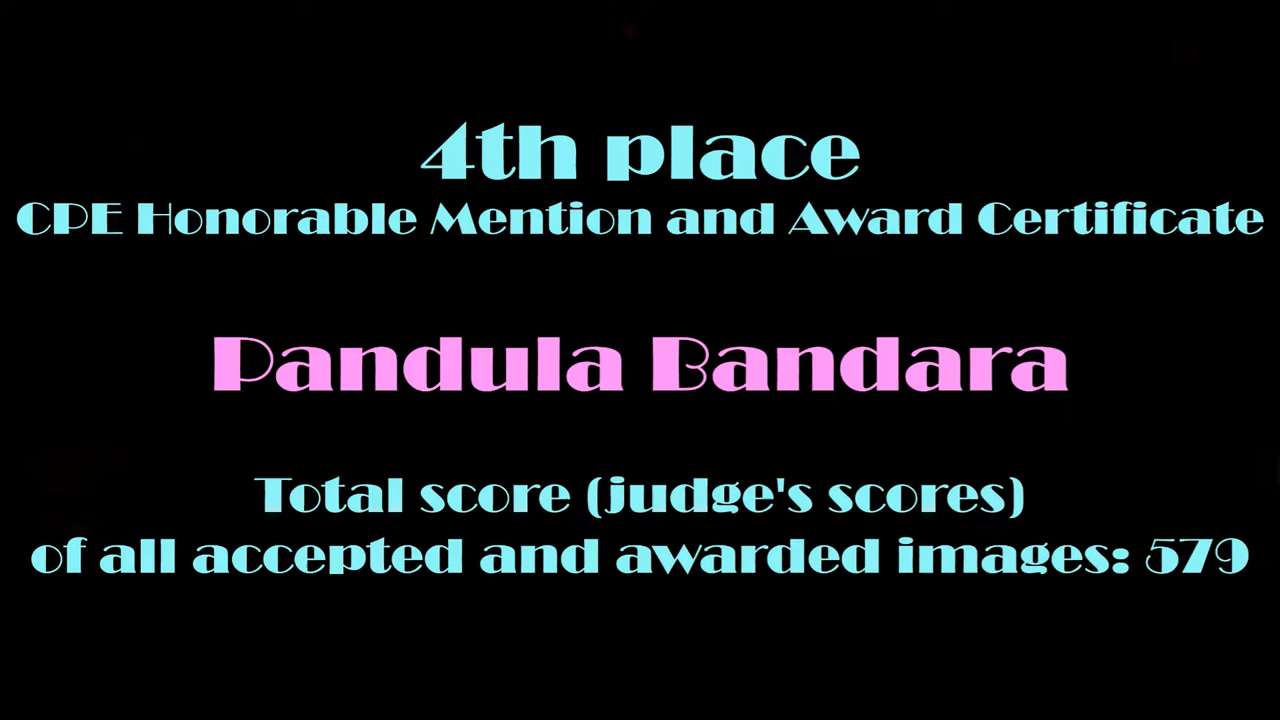 4th place
CPE Honorable Mention and Award Certificate
Pandula Bandara
Total score (judge's scores)
of all accepted and awarded images: 579